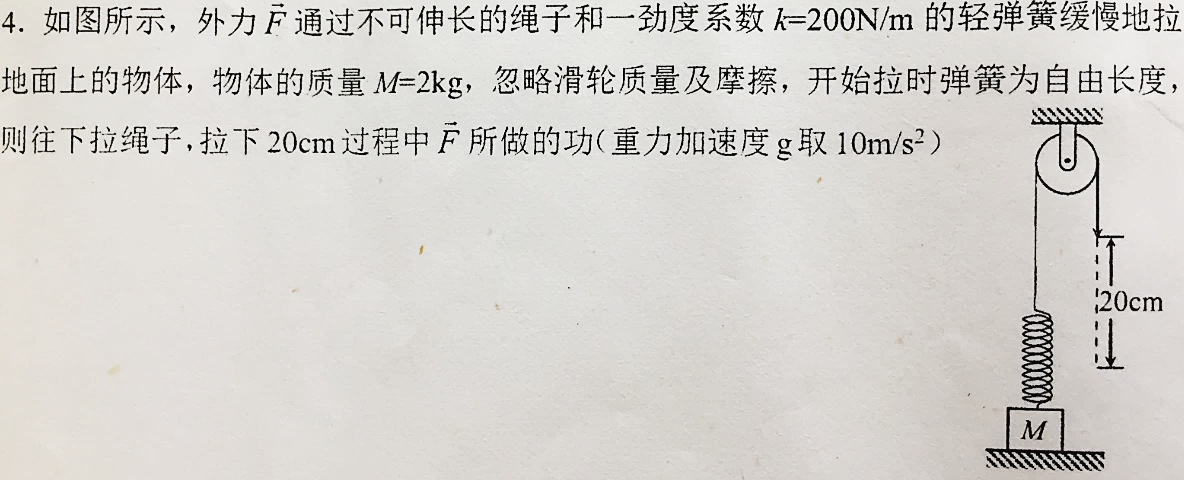 4. 如图所示，外力 F⃗ 通过不可伸长的绳子和一劲度系数 k=200N/m 的轻弹簧缓慢地拉
地面上的物体，物体的质量 M=2kg，忽略滑轮质量及摩擦，开始拉时弹簧为自由长度，
则往下拉绳子，拉下 20cm 过程中 F⃗ 所做的功（重力加速度 g 取 10m/s²）
20cm
M